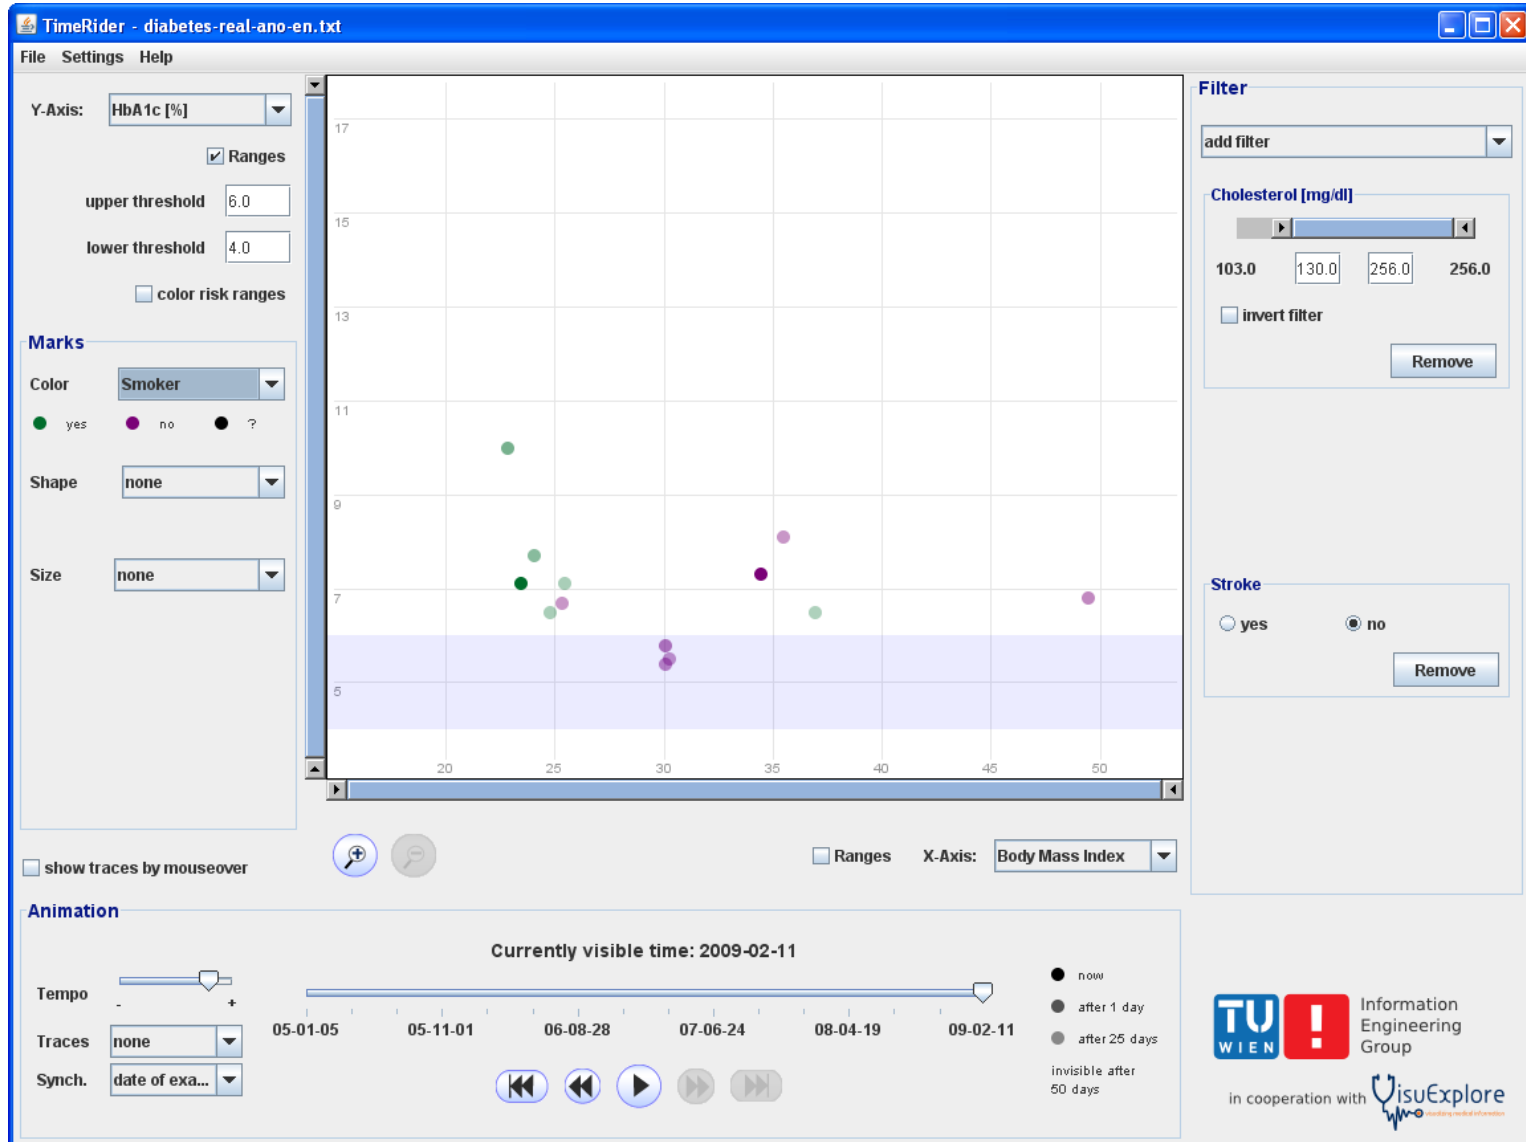 TimeRider - diabetes-real-ano-en.txt
File Settings Help
Y-Axis: HbA1c [%]
Ranges
upper threshold 6.0
lower threshold 4.0
color risk ranges
Marks
Color Smoker
yes no ?
Shape none
Size none
show traces by mouseover
17
15
13
11
9
7
5
20 25 30 35 40 45 50
Ranges X-Axis: Body Mass Index
Filter
add filter
Cholesterol [mg/dl]
103.0 130.0 256.0 256.0
invert filter
Remove
Stroke
yes no
Remove
Animation
Currently visible time: 2009-02-11
Tempo
- +
Traces none
Synch. date of exa...
05-01-05 05-11-01 06-08-28 07-06-24 08-04-19 09-02-11
now
after 1 day
after 25 days
invisible after
50 days
TU
WIEN
!
Information
Engineering
Group
in cooperation with VisuExplore
visualizing medical information